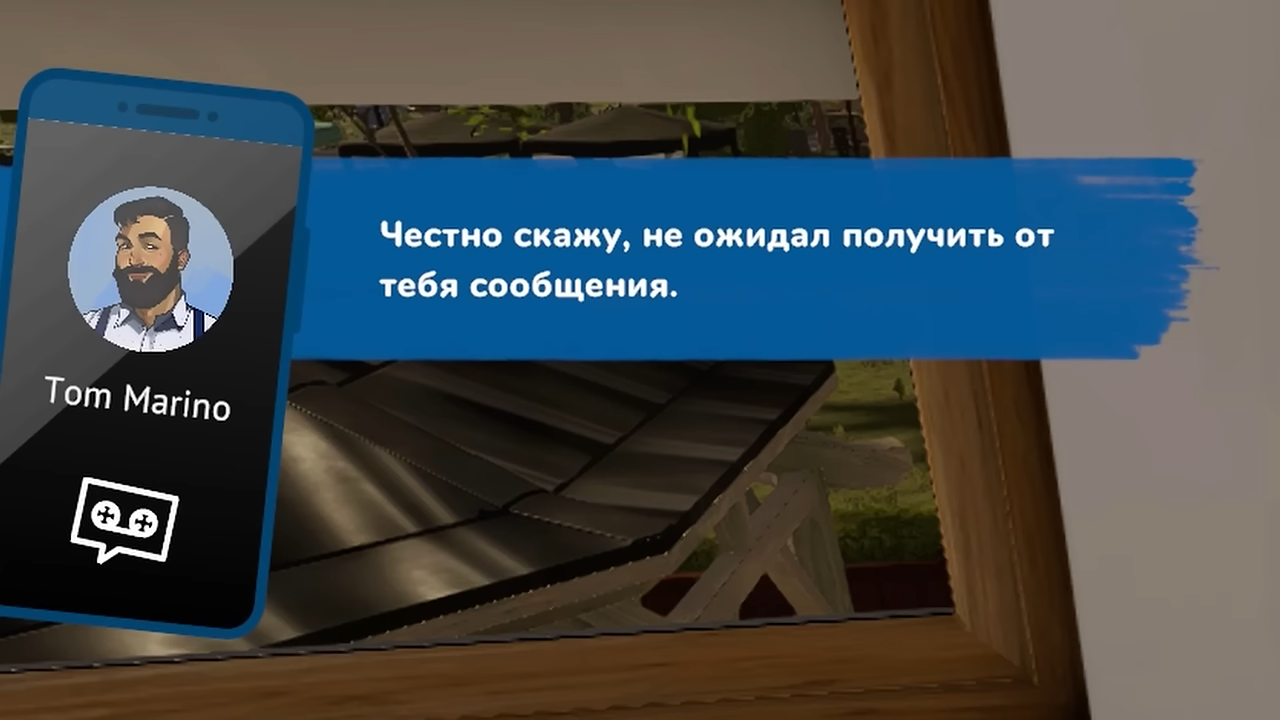 Честно скажу, не ожидал получить от
тебя сообщения.
Tom Marino